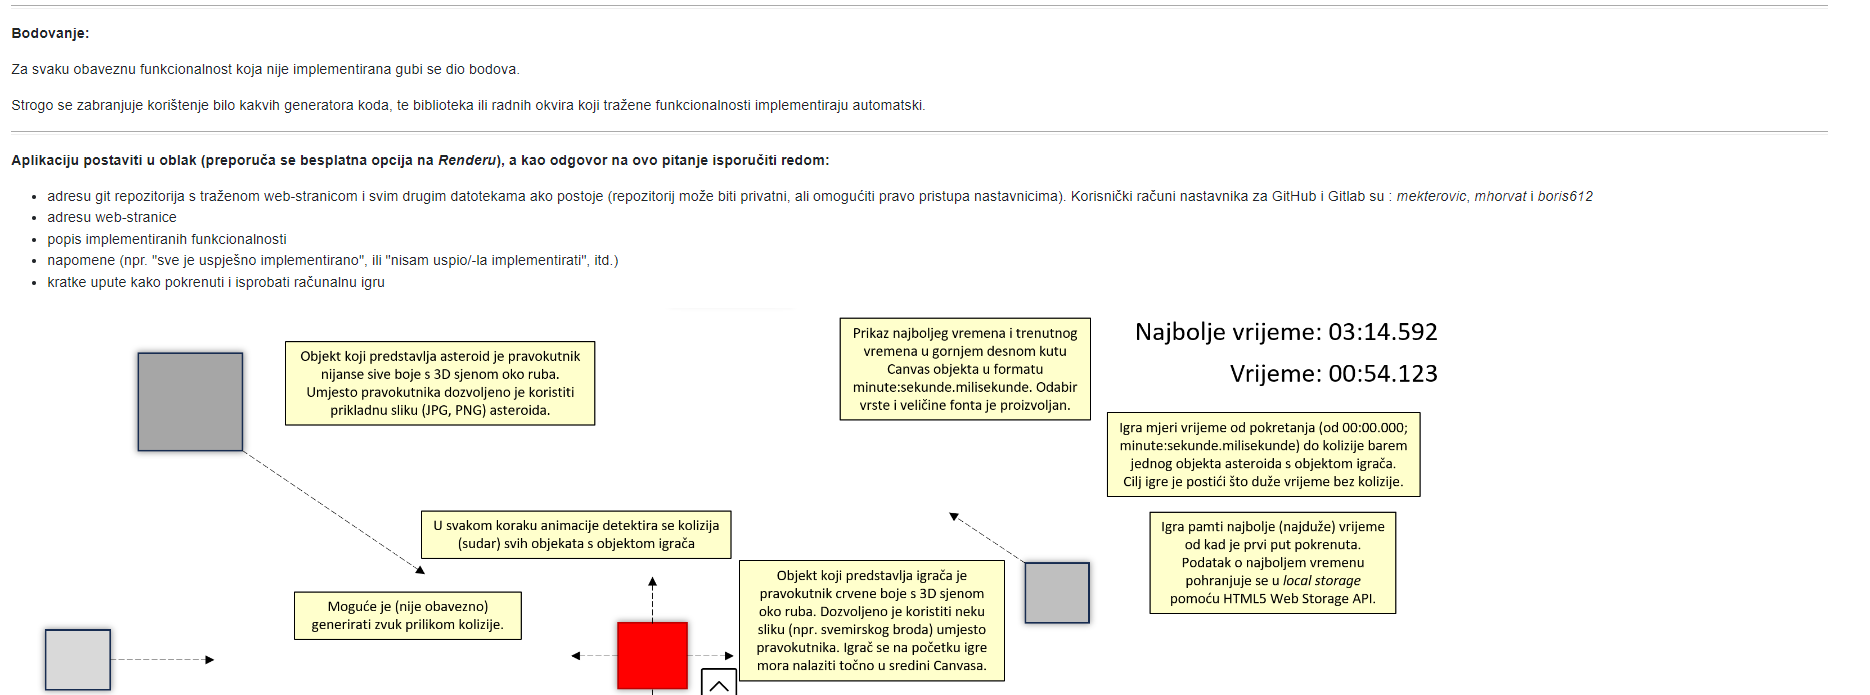 Bodovanje:
Za svaku obaveznu funkcionalnost koja nije implementirana gubi se dio bodova.
Strogo se zabranjuje korištenje bilo kakvih generatora koda, te biblioteka ili radnih okvira koji tražene funkcionalnosti implementiraju automatski.
Aplikaciju postaviti u oblak (preporuča se besplatna opcija na Renderu), a kao odgovor na ovo pitanje isporučiti redom:
• adresu git repozitorija s traženom web-stranicom i svim drugim datotekama ako postoje (repozitorij može biti privatni, ali omogućiti pravo pristupa nastavnicima). Korisnički računi nastavnika za GitHub i Gitlab su : mekterovic, mhorvat i boris612
• adresu web-stranice
• popis implementiranih funkcionalnosti
• napomene (npr. "sve je uspješno implementirano", ili "nisam uspio/-la implementirati", itd.)
• kratke upute kako pokrenuti i isprobati računalnu igru
Objekt koji predstavlja asteroid je pravokutnik
nijanse sive boje s 3D sjenom oko ruba.
Umjesto pravokutnika dozvoljeno je koristiti
prikladnu sliku (JPG, PNG) asteroida.
Prikaz najboljeg vremena i trenutnog
vremena u gornjem desnom kutu
Canvas objekta u formatu
minute:sekunde.milisekunde. Odabir
vrste i veličine fonta je proizvoljan.
Najbolje vrijeme: 03:14.592
Vrijeme: 00:54.123
Igra mjeri vrijeme od pokretanja (od 00:00.000;
minute:sekunde.milisekunde) do kolizije barem
jednog objekta asteroida s objektom igrača.
Cilj igre je postići što duže vrijeme bez kolizije.
U svakom koraku animacije detektira se kolizija
(sudar) svih objekata s objektom igrača
Igra pamti najbolje (najduže) vrijeme
od kad je prvi put pokrenuta.
Podatak o najboljem vremenu
pohranjuje se u local storage
pomoću HTML5 Web Storage API.
Moguće je (nije obavezno)
generirati zvuk prilikom kolizije.
Objekt koji predstavlja igrača je
pravokutnik crvene boje s 3D sjenom
oko ruba. Dozvoljeno je koristiti neku
sliku (npr. svemirskog broda) umjesto
pravokutnika. Igrač se na početku igre
mora nalaziti točno u sredini Canvasa.